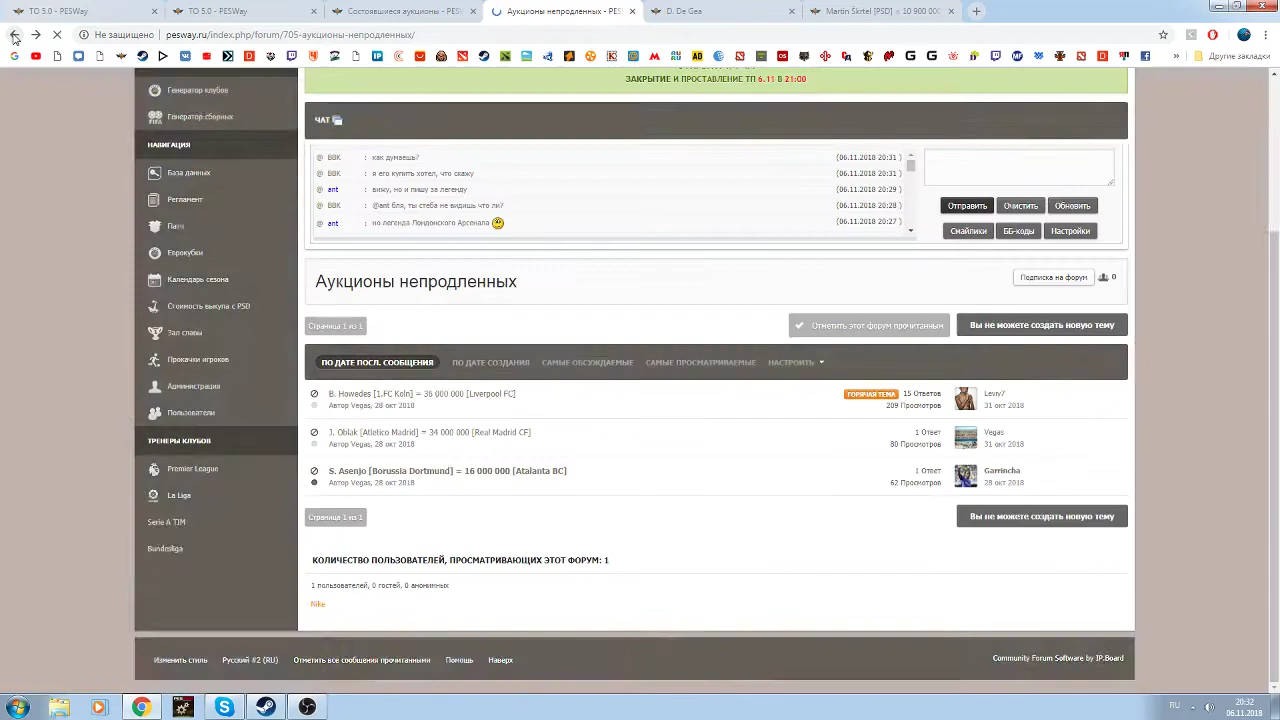 TO 5.0 - PESWay
TO 5.0 - PESWay
Состоявшиеся аукционы - PES
Аукционы непродленных - PES
D. De Gea
Martin Škrtel [PSD] = 10 900 000
Не защищено
pesway.ru/index.php/forum/705-аукционы-непродленных/
Другие закладки
ЗАКРЫТИЕ И ПРОСТАВЛЕНИЕ ТП 6.11 В 21:00
Генератор клубов
Генератор сборных
НАВИГАЦИЯ
База данных
Регламент
Патч
Еврокубки
Календарь сезона
Стоимость выкупа с PSD
Зал славы
Прокачки игроков
Администрация
Пользователи
ТРЕНЕРЫ КЛУБОВ
Premier League
La Liga
Serie A TIM
Bundesliga
ЧАТ
@ BBK : как думаешь? (06.11.2018 20:31 )
@ BBK : я его купить хотел, что скажу (06.11.2018 20:31 )
@ ant : вижу, но и пишу за легенду (06.11.2018 20:29 )
@ BBK : @ant бля, ты стеба не видишь что ли? (06.11.2018 20:28 )
@ ant : но легенда Лондонского Арсенала (06.11.2018 20:27 )
Отправить Очистить Обновить
Смайлики ББ-коды Настройки
Аукционы непродленных
Подписка на форум 0
Страница 1 из 1
Отметить этот форум прочитанным
Вы не можете создать новую тему
ПО ДАТЕ ПОСЛ. СООБЩЕНИЯ ПО ДАТЕ СОЗДАНИЯ САМЫЕ ОБСУЖДАЕМЫЕ САМЫЕ ПРОСМАТРИВАЕМЫЕ НАСТРОИТЬ
B. Howedes [1.FC Koln] = 36 000 000 [Liverpool FC] ГОРЯЧАЯ ТЕМА 15 Ответов Leviy7
Автор Vegas, 28 окт 2018 209 Просмотров 31 окт 2018
J. Oblak [Atletico Madrid] = 34 000 000 [Real Madrid CF] 1 Ответ Vegas
Автор Vegas, 28 окт 2018 80 Просмотров 31 окт 2018
S. Asenjo [Borussia Dortmund] = 16 000 000 [Atalanta BC] 1 Ответ Garrincha
Автор Vegas, 28 окт 2018 62 Просмотров 28 окт 2018
Страница 1 из 1
Вы не можете создать новую тему
КОЛИЧЕСТВО ПОЛЬЗОВАТЕЛЕЙ, ПРОСМАТРИВАЮЩИХ ЭТОТ ФОРУМ: 1
1 пользователей, 0 гостей, 0 анонимных
Nike
Изменить стиль Русский #2 (RU) Отметить всё сообщения прочитанными Помощь Наверх
Community Forum Software by IP.Board
RU
20:32
06.11.2018